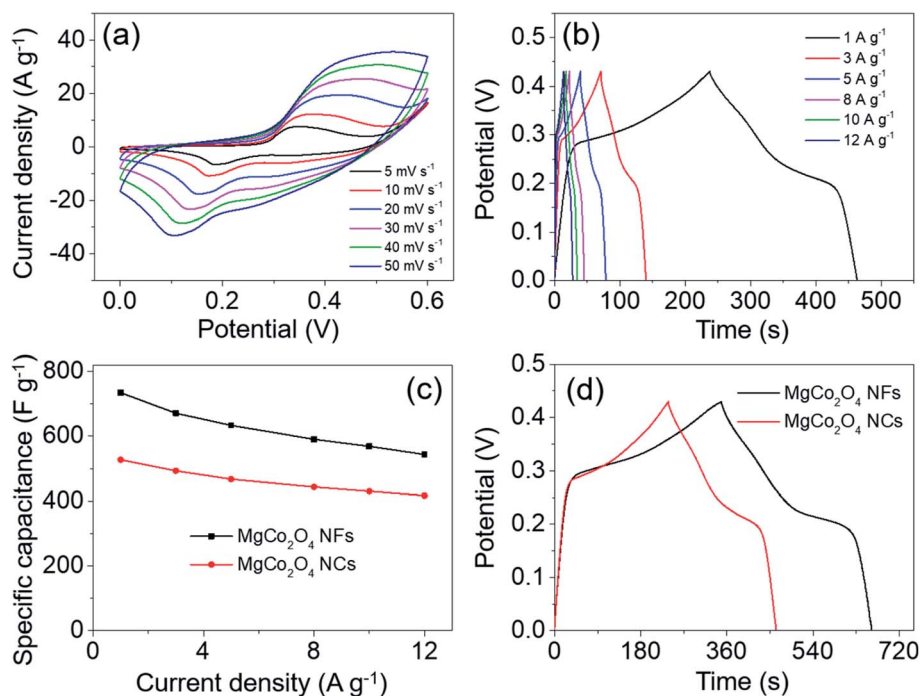 (a)
Current density (A g⁻¹)
40
20
0
-20
-40
5 mV s⁻¹
10 mV s⁻¹
20 mV s⁻¹
30 mV s⁻¹
40 mV s⁻¹
50 mV s⁻¹
0.0 0.2 0.4 0.6
Potential (V)
(b)
Potential (V)
0.5
0.4
0.3
0.2
0.1
0.0
1 A g⁻¹
3 A g⁻¹
5 A g⁻¹
8 A g⁻¹
10 A g⁻¹
12 A g⁻¹
0 100 200 300 400 500
Time (s)
(c)
Specific capacitance (F g⁻¹)
800
600
400
200
0
MgCo₂O₄ NFs
MgCo₂O₄ NCs
0 4 8 12
Current density (A g⁻¹)
(d)
Potential (V)
0.5
0.4
0.3
0.2
0.1
0.0
MgCo₂O₄ NFs
MgCo₂O₄ NCs
0 180 360 540 720
Time (s)